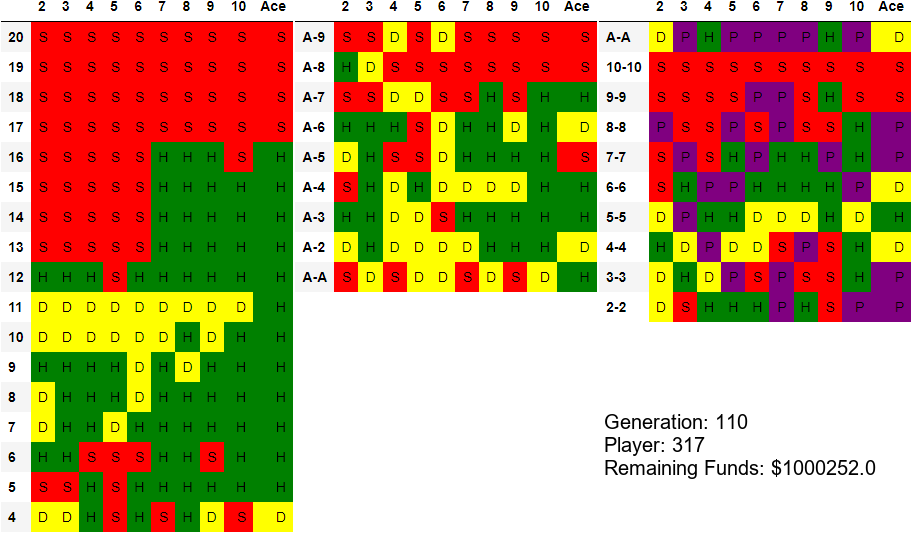 2 3 4 5 6 7 8 9 10 Ace
20 S S S S S S S S S S
19 S S S S S S S S S S
18 S S S S S S S S S S
17 S S S S S S S S S S
16 S S S S S H H H S H
15 S S S S S H H H H H
14 S S S S S H H H H H
13 S S S S S H H H H H
12 H H H S H H H H H H
11 D D D D D D D D D H
10 D D D D D D H D H H
9 H H H H D H D H H H
8 D H H H D H H H H H
7 D H H D H H H H H H
6 H H S S S H H S H H
5 S S H S H H H H H H
4 D D H S H S H D S D
2 3 4 5 6 7 8 9 10 Ace
A-9 S S D S D S S S S S
A-8 H D S S S S S S S S
A-7 S S D D S S H S H H
A-6 H H H S D H H D H D
A-5 D H S S D H H H H S
A-4 S H D H D D D D H H
A-3 H H D D S H H H H H
A-2 D H D D D D H H H D
A-A S D S D D S D S D H
2 3 4 5 6 7 8 9 10 Ace
A-A D P H P P P P H P D
10-10 S S S S S S S S S S
9-9 S S S S P P S H S S
8-8 P S S P S P S S H P
7-7 S P S H P H H P H P
6-6 S H P P H H H H P D
5-5 D P H H D D D H D H
4-4 H D P D D S P S H D
3-3 D H D P S P S S H P
2-2 D S H H H P H S P P
Generation: 110
Player: 317
Remaining Funds: $1000252.0